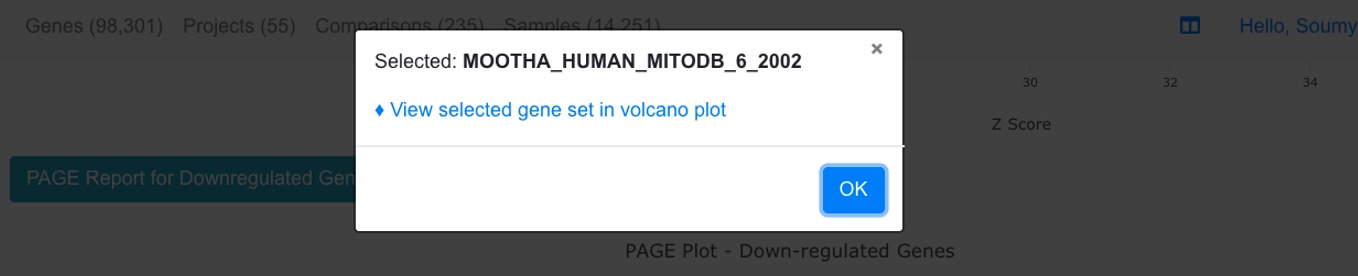 Genes (98,301) Projects (55) Comparisons (235) Samples (14,251) Hello, Soumy
Selected: MOOTHA_HUMAN_MITODB_6_2002 ×
♦ View selected gene set in volcano plot
30 32 34
Z Score
PAGE Report for Downregulated Gen
OK
PAGE Plot - Down-regulated Genes